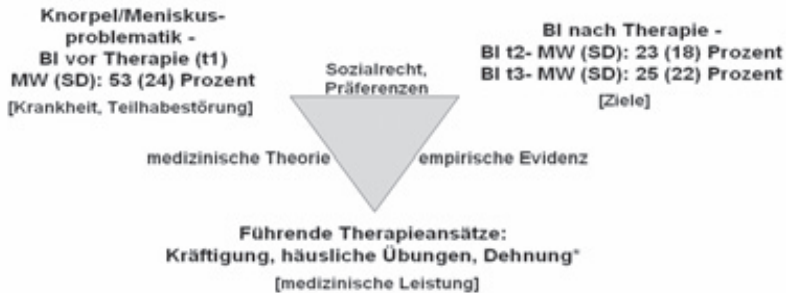 Knorpel/Meniskus-
problematik -
BI vor Therapie (t1)
MW (SD): 53 (24) Prozent
[Krankheit, Teilhabestörung]
Sozialrecht,
Präferenzen
BI nach Therapie -
BI t2- MW (SD): 23 (18) Prozent
BI t3- MW (SD): 25 (22) Prozent
[Ziele]
medizinische Theorie
empirische Evidenz
Führende Therapieansätze:
Kräftigung, häusliche Übungen, Dehnung*
[medizinische Leistung]